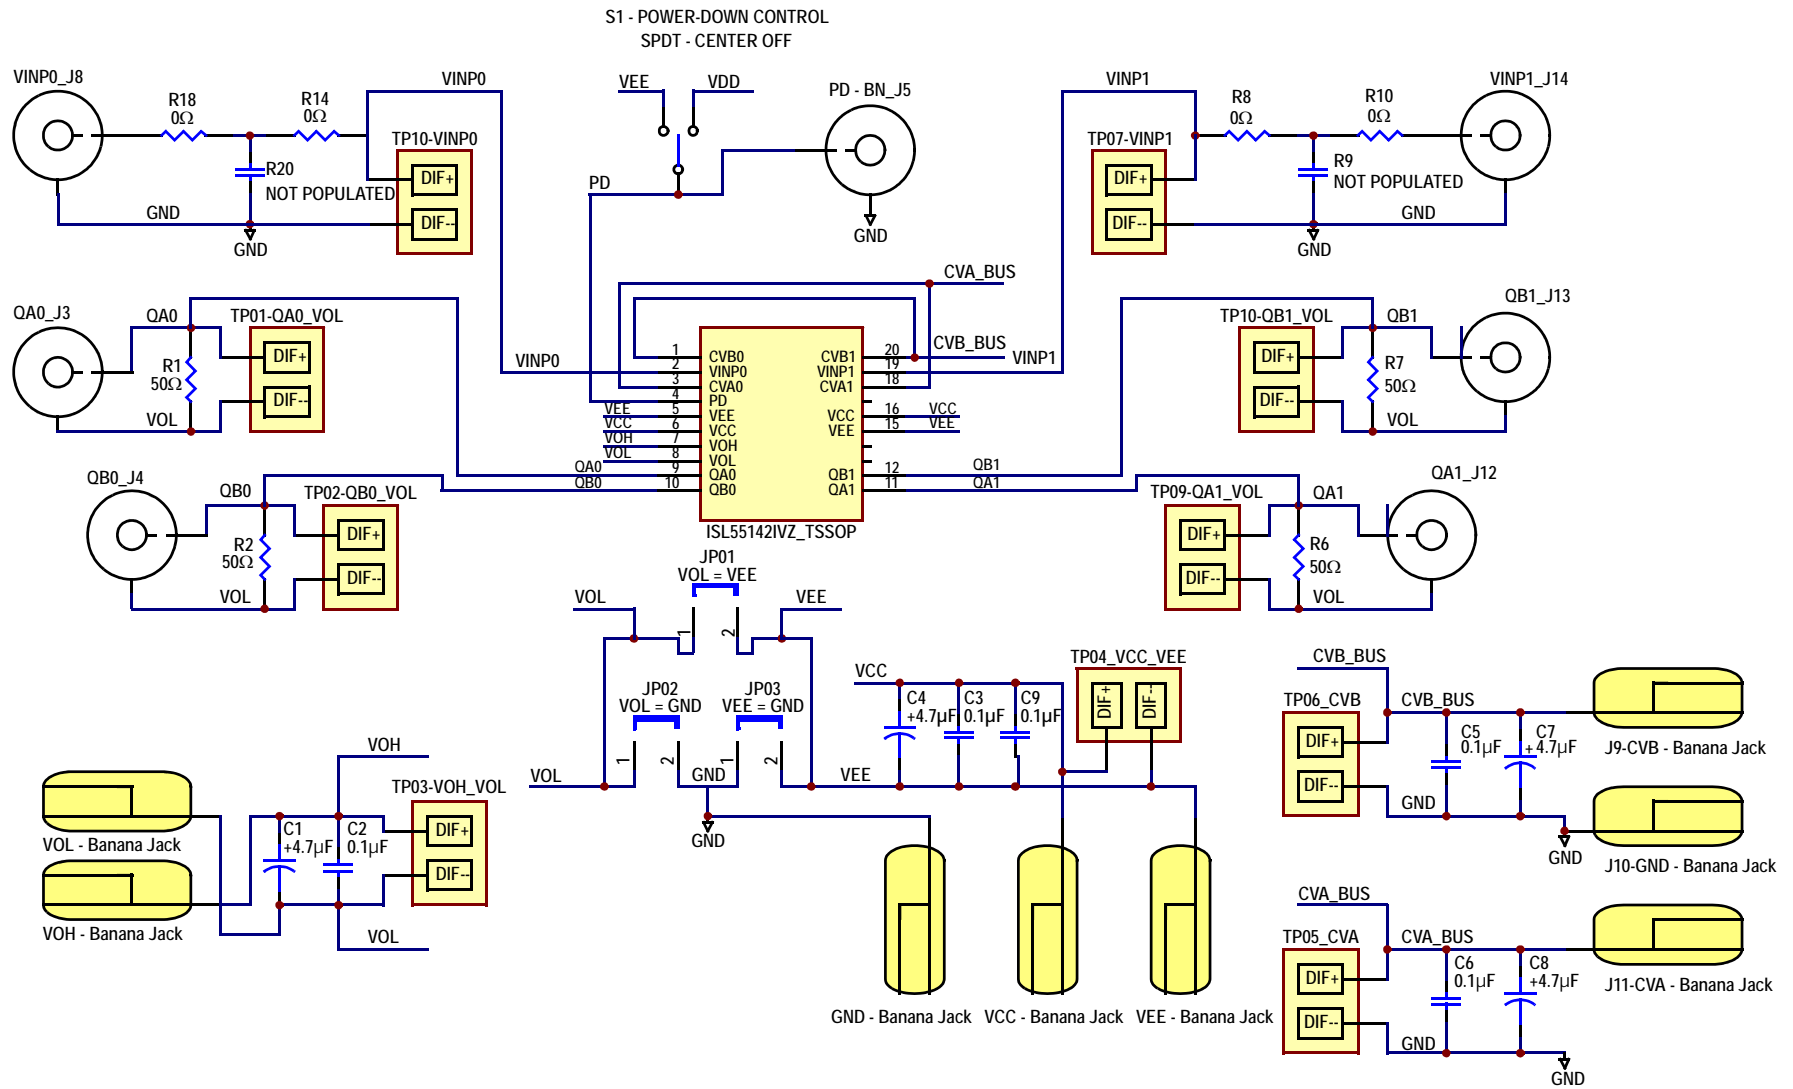 S1 - POWER-DOWN CONTROL
SPDT - CENTER OFF
VINP0_J8
R18
0Ω
R14
0Ω
VINP0
R20
NOT POPULATED
TP10-VINP0
DIF+
DIF--
GND
GND
VEE
VDD
PD - BN_J5
PD
GND
VINP1
TP07-VINP1
DIF+
DIF--
R8
0Ω
R10
0Ω
VINP1_J14
R9
NOT POPULATED
GND
GND
QA0_J3
QA0
TP01-QA0_VOL
DIF+
DIF--
R1
50Ω
VOL
QB0_J4
QB0
TP02-QB0_VOL
DIF+
DIF--
R2
50Ω
VOL
CVA_BUS
CVB_BUS
VINP0
VINP1
1 CVB0
2 VINP0
3 CVA0
4 PD
VEE 5 VEE
VCC 6 VCC
VOH 7 VOH
VOL 8 VOL
QA0 9 QA0
QB0 10 QB0
CVB1 20
VINP1 19
CVA1 18
VCC 16 VCC
VEE 15 VEE
QB1 12 QB1
QA1 11 QA1
ISL55142IVZ_TSSOP
TP10-QB1_VOL
DIF+
DIF--
QB1
QB1_J13
R7
50Ω
VOL
TP09-QA1_VOL
DIF+
DIF--
QA1
QA1_J12
R6
50Ω
VOL
JP01
VOL = VEE
VOL
VEE
1
2
JP02
VOL = GND
JP03
VEE = GND
1
2
1
2
VOL
GND
VEE
GND
VCC
C4
+4.7µF
C3
0.1µF
C9
0.1µF
TP04_VCC_VEE
DIF+
DIF--
GND - Banana Jack
VCC - Banana Jack
VEE - Banana Jack
VOH
TP03-VOH_VOL
DIF+
DIF--
C1
+4.7µF
C2
0.1µF
VOL - Banana Jack
VOH - Banana Jack
VOL
CVB_BUS
TP06_CVB
DIF+
DIF--
CVB_BUS
C5
0.1µF
C7
+4.7µF
J9-CVB - Banana Jack
GND
GND
J10-GND - Banana Jack
CVA_BUS
TP05_CVA
DIF+
DIF--
CVA_BUS
C6
0.1µF
C8
+4.7µF
J11-CVA - Banana Jack
GND
GND